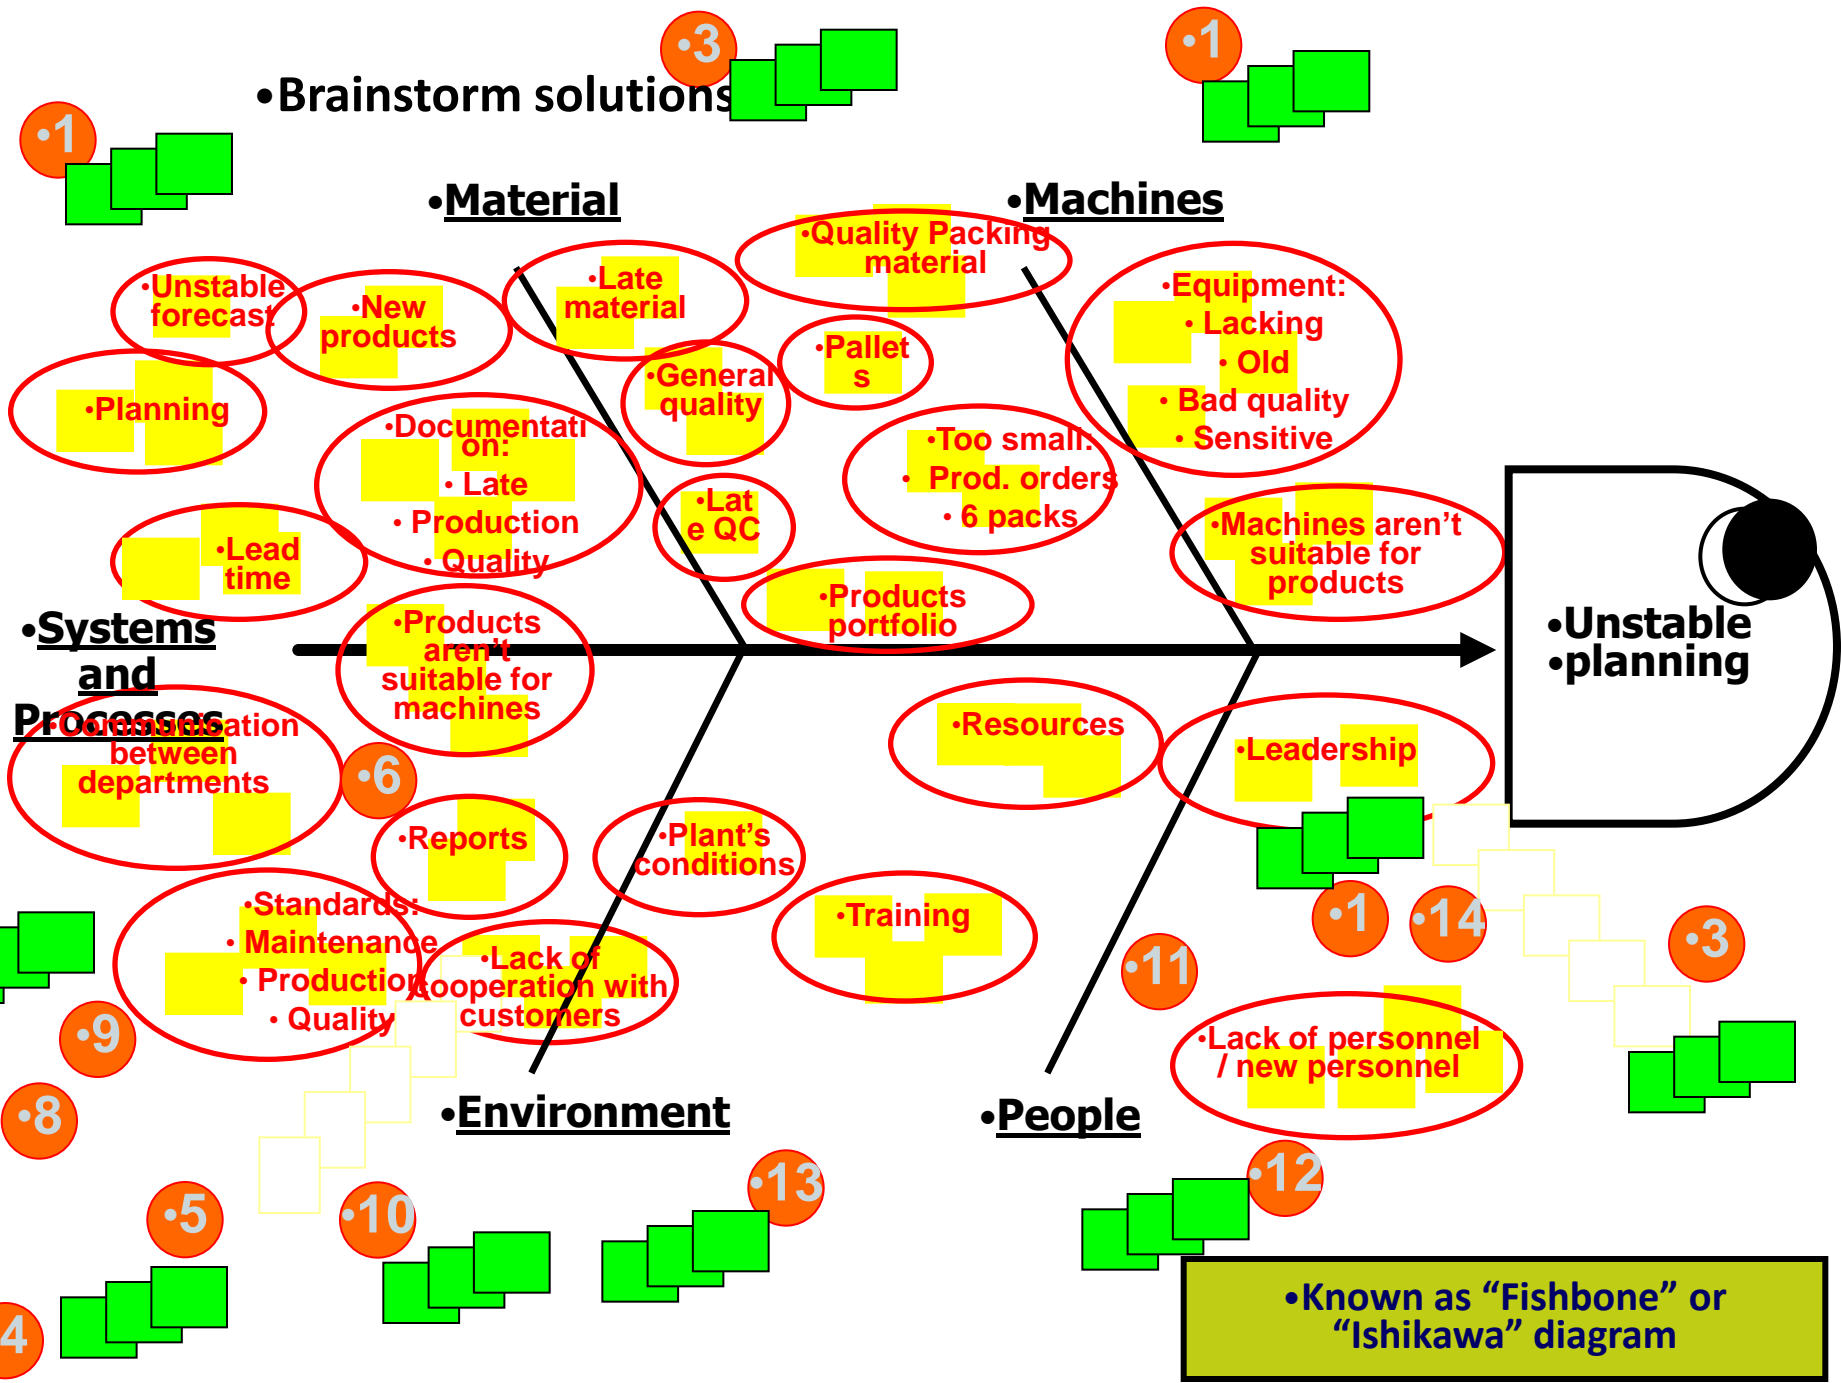 •3
•1
•Brainstorm solutions
•1
•Material
•Machines
•Quality Packing
material
•Unstable
forecast
•New
products
•Late
material
•Equipment:
• Lacking
• Old
• Bad quality
• Sensitive
•Pallet
s
•General
quality
•Planning
•Documentati
on:
• Late
• Production
• Quality
•Too small:
• Prod. orders
• 6 packs
•Lat
e QC
•Machines aren’t
suitable for
products
•Lead
time
•Products
portfolio
•Systems
and
Processes
•Products
aren’t
suitable for
machines
•Unstable
•planning
•Communication
between
departments
•Resources
•Leadership
•6
•Reports
•Plant’s
conditions
•Standards:
• Maintenance
• Production
• Quality
•Training
•1
•14
•3
•11
•Lack of
cooperation with
customers
•9
•Lack of personnel
/ new personnel
•8
•Environment
•People
•5
•10
•13
•12
4
•Known as “Fishbone” or
“Ishikawa” diagram